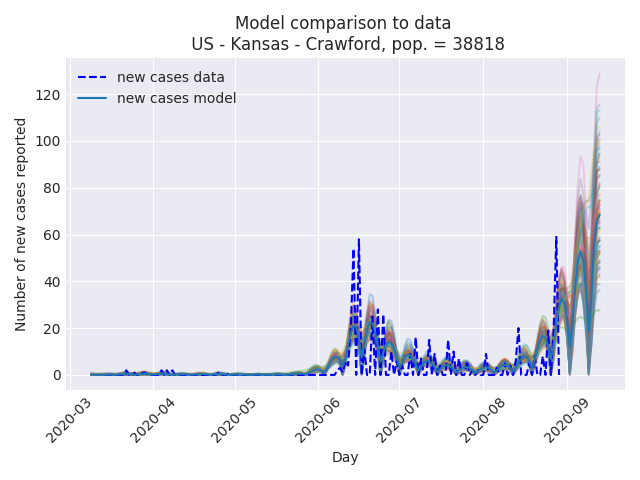 Model comparison to data
US - Kansas - Crawford, pop. = 38818
new cases data
new cases model
Number of new cases reported
120
100
80
60
40
20
0
2020-03
2020-04
2020-05
2020-06
2020-07
2020-08
2020-09
Day